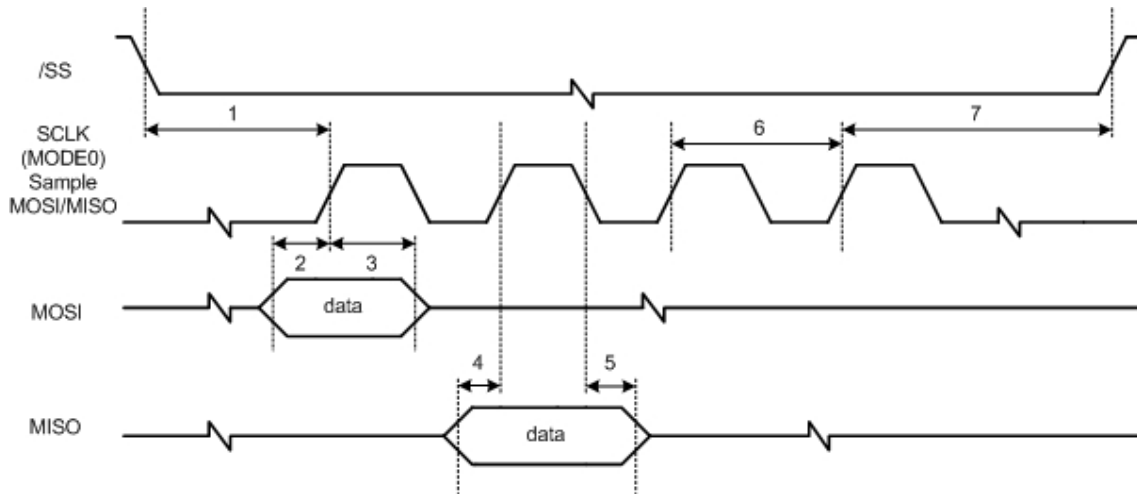 /SS
1
7
SCLK
(MODE0)
Sample
MOSI/MISO
6
2
3
MOSI
data
4
5
MISO
data